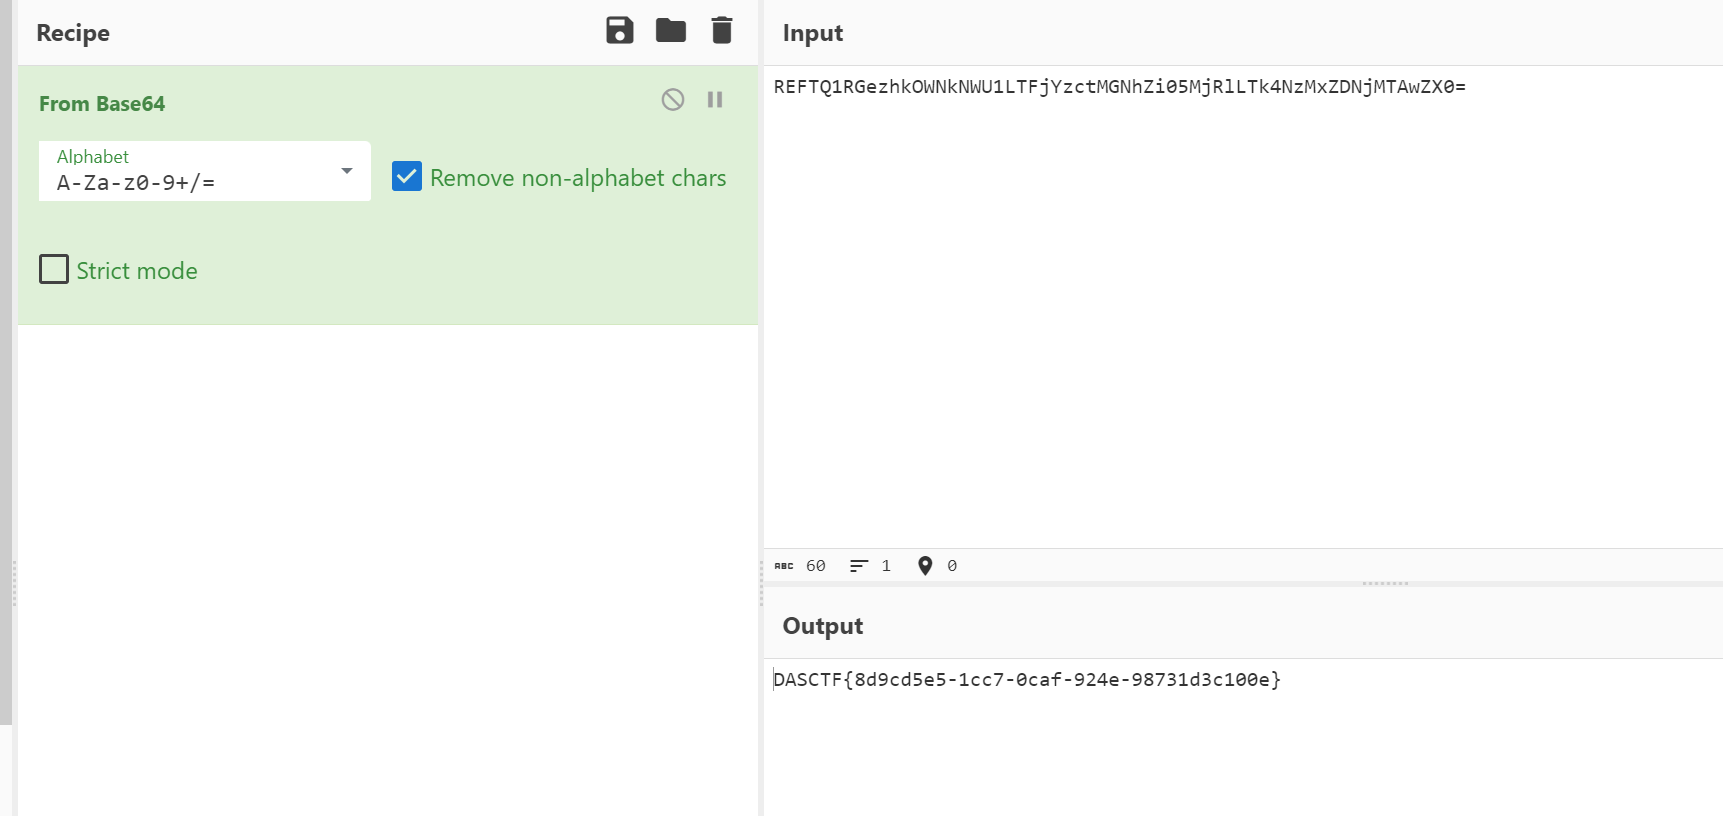 Recipe
From Base64
Alphabet
A-Za-z0-9+/=
Remove non-alphabet chars
Strict mode
Input
REFTQ1RGezhkOWNkNWU1LTFjYzctMGNhZi05MjRlLTk4NzMxZDNjMTAwZX0=
ABC 60 1 0
Output
DASCTF{8d9cd5e5-1cc7-0caf-924e-98731d3c100e}